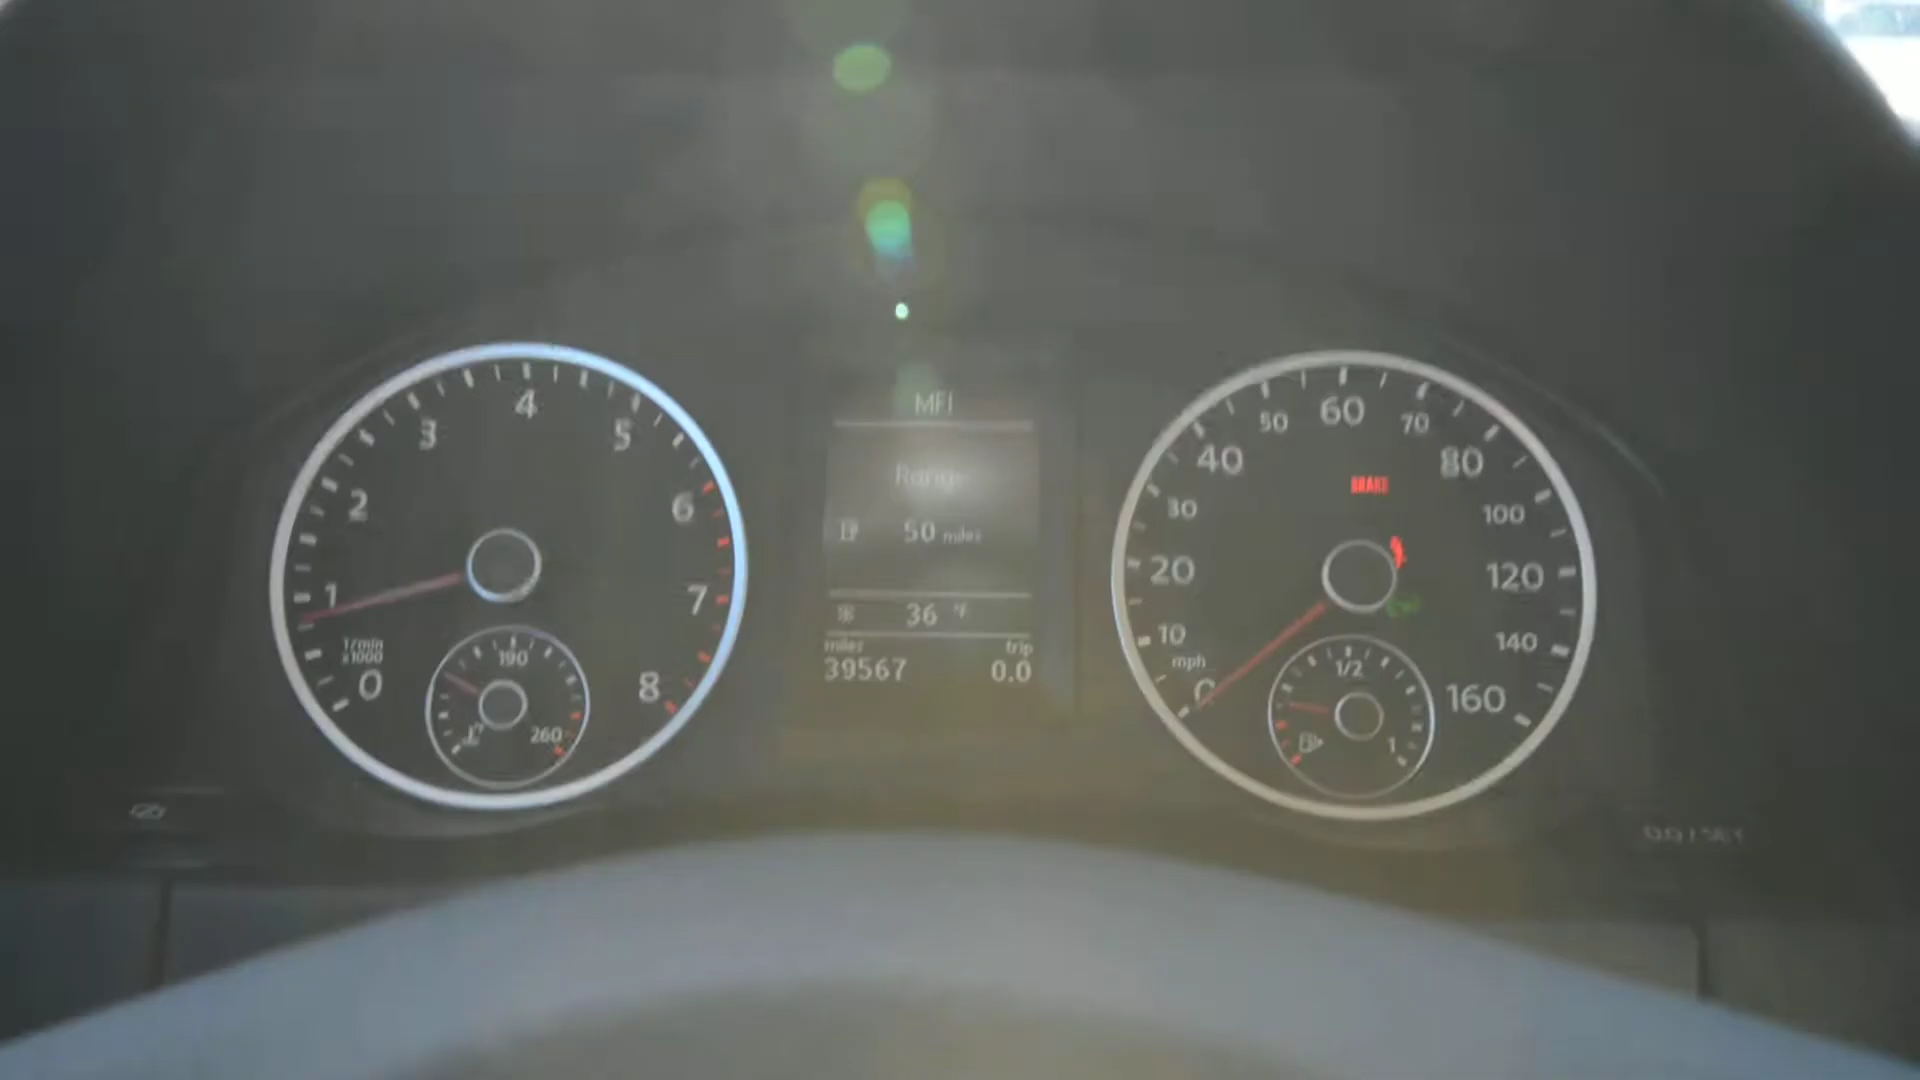 MFI
Range
50 miles
36 °F
miles trip
39567 0.0
0 1 2 3 4 5 6 7 8
1/min
x1000
190
260
0 10 20 30 40 50 60 70 80 100 120 140 160
mph
BRAKE
1/2
1